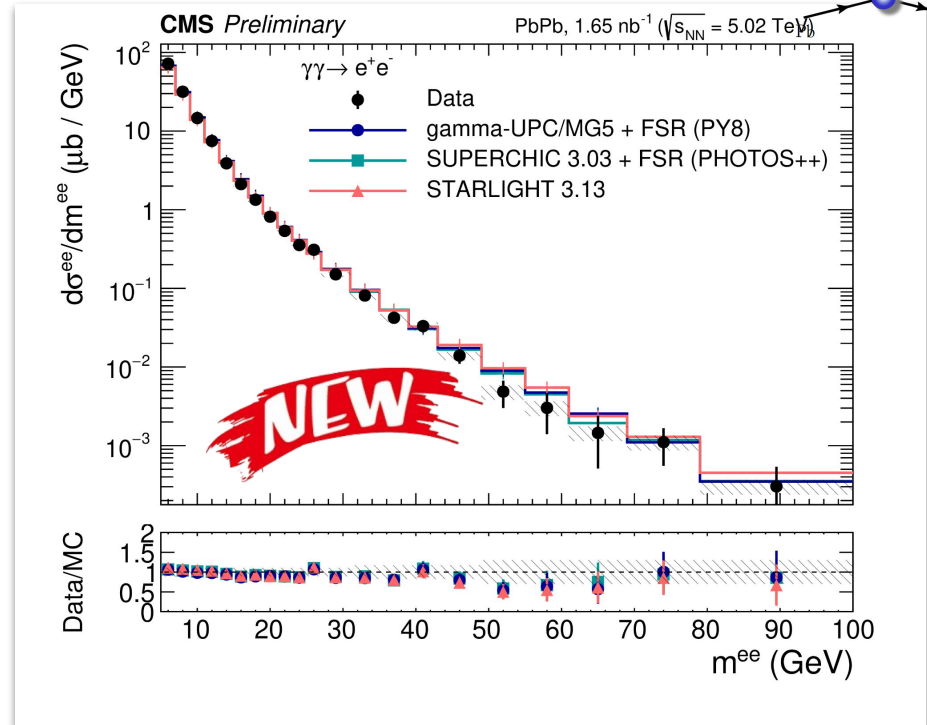 CMS Preliminary
PbPb, 1.65 nb⁻¹ (√s_NN = 5.02 TeV)
γγ→ e⁺e⁻
Data
gamma-UPC/MG5 + FSR (PY8)
SUPERCHIC 3.03 + FSR (PHOTOS++)
STARLIGHT 3.13
dσᵉᵉ/dmᵉᵉ (μb / GeV)
10²
10
1
10⁻¹
10⁻²
10⁻³
NEW
Data/MC
2
1.5
1
0.5
0
10 20 30 40 50 60 70 80 90 100
mᵉᵉ (GeV)